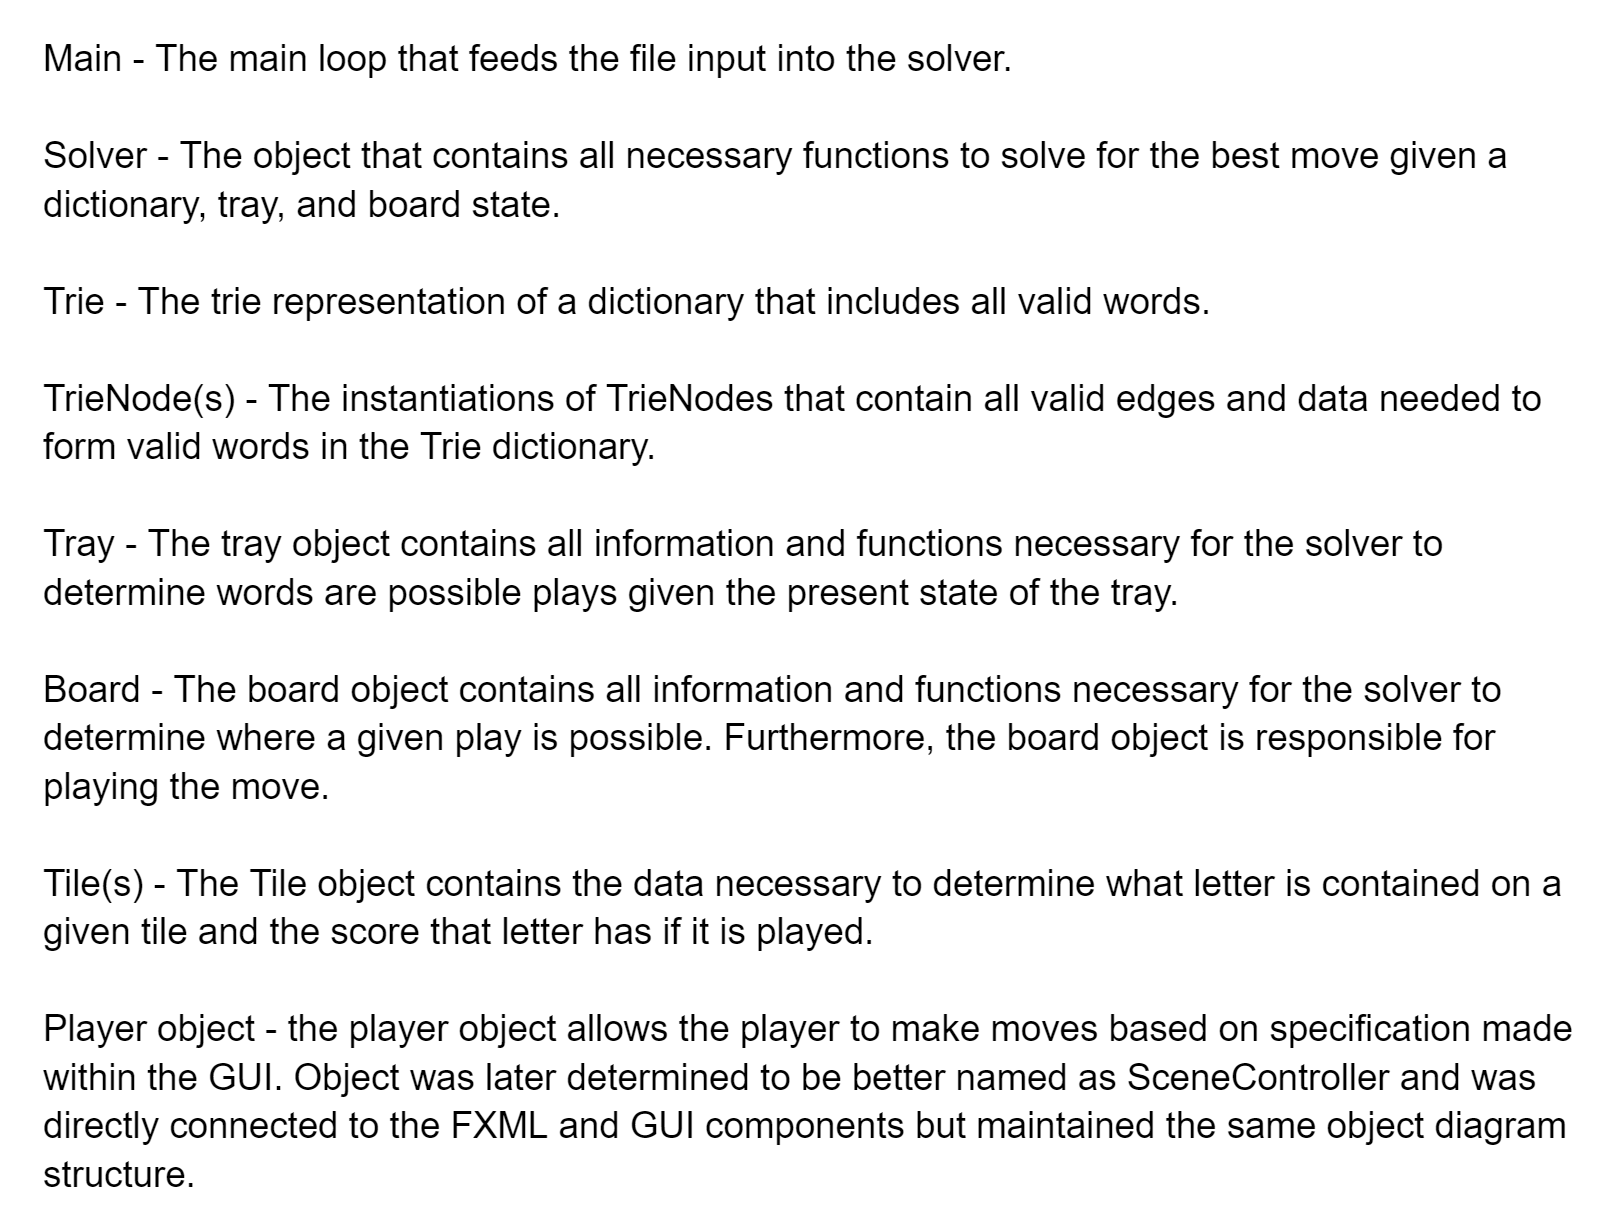 Main - The main loop that feeds the file input into the solver.
Solver - The object that contains all necessary functions to solve for the best move given a
dictionary, tray, and board state.
Trie - The trie representation of a dictionary that includes all valid words.
TrieNode(s) - The instantiations of TrieNodes that contain all valid edges and data needed to
form valid words in the Trie dictionary.
Tray - The tray object contains all information and functions necessary for the solver to
determine words are possible plays given the present state of the tray.
Board - The board object contains all information and functions necessary for the solver to
determine where a given play is possible. Furthermore, the board object is responsible for
playing the move.
Tile(s) - The Tile object contains the data necessary to determine what letter is contained on a
given tile and the score that letter has if it is played.
Player object - the player object allows the player to make moves based on specification made
within the GUI. Object was later determined to be better named as SceneController and was
directly connected to the FXML and GUI components but maintained the same object diagram
structure.